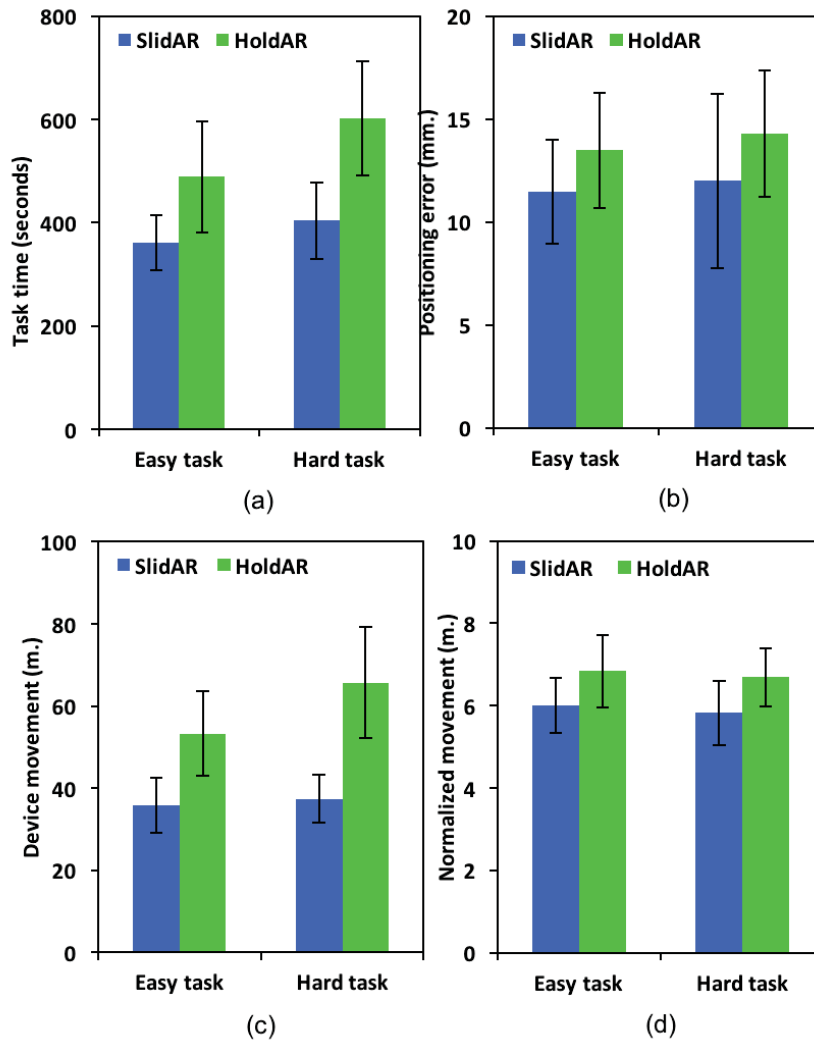 800
600
400
200
0
Task time (seconds)
SlidAR HoldAR
Easy task Hard task
(a)
20
15
10
5
0
Positioning error (mm.)
SlidAR HoldAR
Easy task Hard task
(b)
100
80
60
40
20
0
Device movement (m.)
SlidAR HoldAR
Easy task Hard task
(c)
10
8
6
4
2
0
Normalized movement (m.)
SlidAR HoldAR
Easy task Hard task
(d)